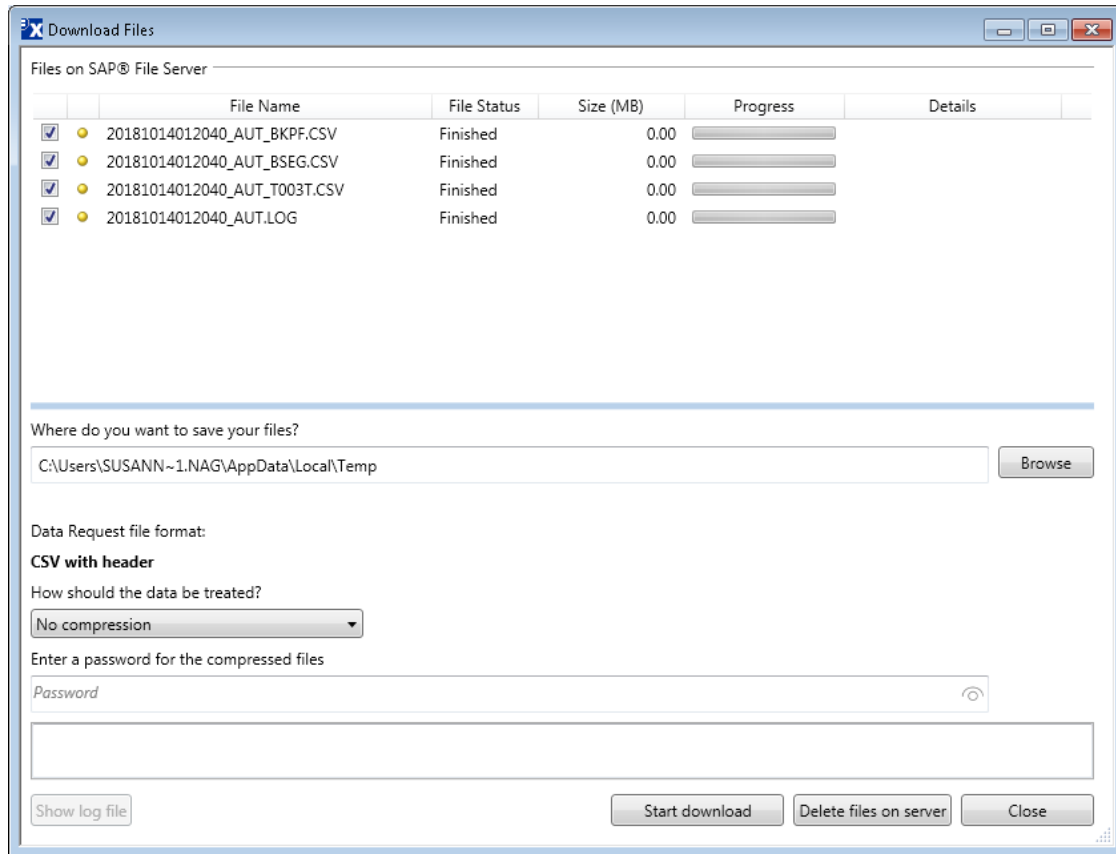 Download Files
Files on SAP® File Server
File Name File Status Size (MB) Progress Details
20181014012040_AUT_BKPF.CSV Finished 0.00
20181014012040_AUT_BSEG.CSV Finished 0.00
20181014012040_AUT_T003T.CSV Finished 0.00
20181014012040_AUT.LOG Finished 0.00
Where do you want to save your files?
C:\Users\SUSANN~1.NAG\AppData\Local\Temp Browse
Data Request file format:
CSV with header
How should the data be treated?
No compression
Enter a password for the compressed files
Password
Show log file Start download Delete files on server Close